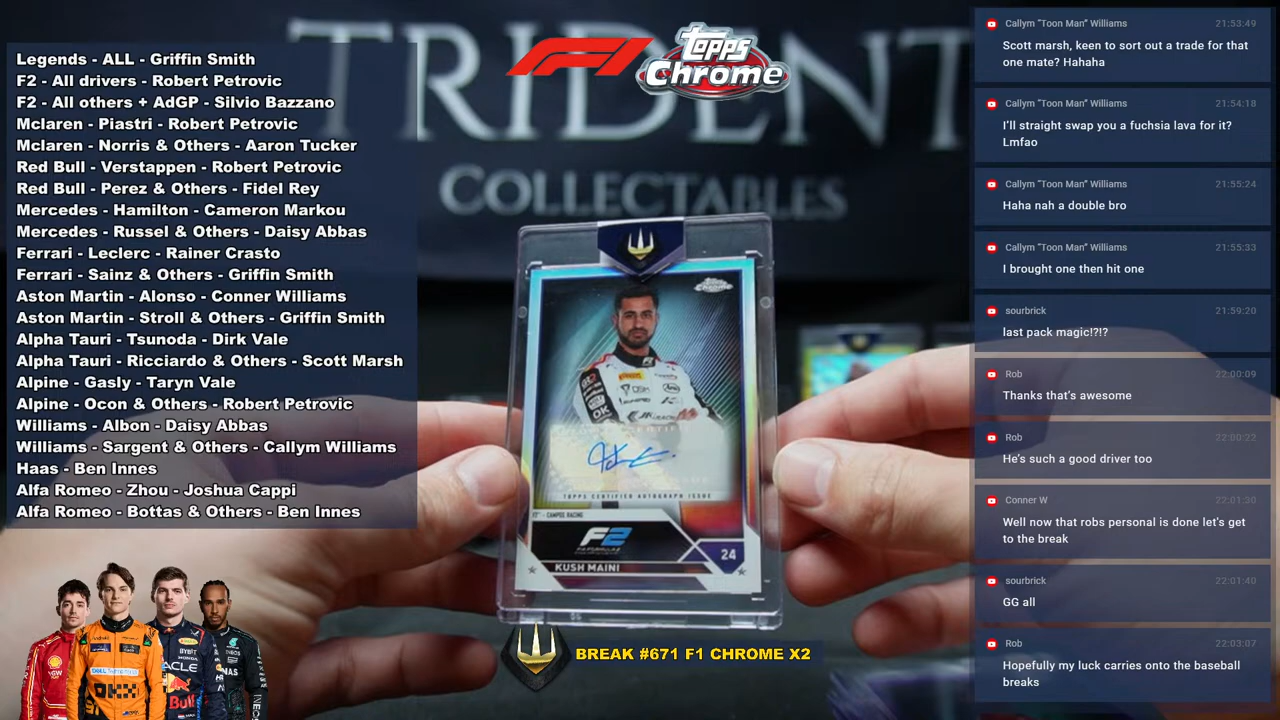 Legends - ALL - Griffin Smith
F2 - All drivers - Robert Petrovic
F2 - All others + AdGP - Silvio Bazzano
Mclaren - Piastri - Robert Petrovic
Mclaren - Norris & Others - Aaron Tucker
Red Bull - Verstappen - Robert Petrovic
Red Bull - Perez & Others - Fidel Rey
Mercedes - Hamilton - Cameron Markou
Mercedes - Russel & Others - Daisy Abbas
Ferrari - Leclerc - Rainer Crasto
Ferrari - Sainz & Others - Griffin Smith
Aston Martin - Alonso - Conner Williams
Aston Martin - Stroll & Others - Griffin Smith
Alpha Tauri - Tsunoda - Dirk Vale
Alpha Tauri - Ricciardo & Others - Scott Marsh
Alpine - Gasly - Taryn Vale
Alpine - Ocon & Others - Robert Petrovic
Williams - Albon - Daisy Abbas
Williams - Sargent & Others - Callym Williams
Haas - Ben Innes
Alfa Romeo - Zhou - Joshua Cappi
Alfa Romeo - Bottas & Others - Ben Innes
TRIDENT
COLLECTABLES
F1
Topps
Chrome
TOPPS CERTIFIED AUTOGRAPH ISSUE
F2 - CAMPOS RACING
F2
24
KUSH MAINI
BREAK #671 F1 CHROME X2
Callym "Toon Man" Williams 21:53:49
Scott marsh, keen to sort out a trade for that
one mate? Hahaha
Callym "Toon Man" Williams 21:54:18
I'll straight swap you a fuchsia lava for it?
Lmfao
Callym "Toon Man" Williams 21:55:24
Haha nah a double bro
Callym "Toon Man" Williams 21:55:33
I brought one then hit one
sourbrick 21:59:20
last pack magic!?!?
Rob 22:00:09
Thanks that's awesome
Rob 22:00:22
He's such a good driver too
Conner W 22:01:30
Well now that robs personal is done let's get
to the break
sourbrick 22:01:40
GG all
Rob 22:03:07
Hopefully my luck carries onto the baseball
breaks